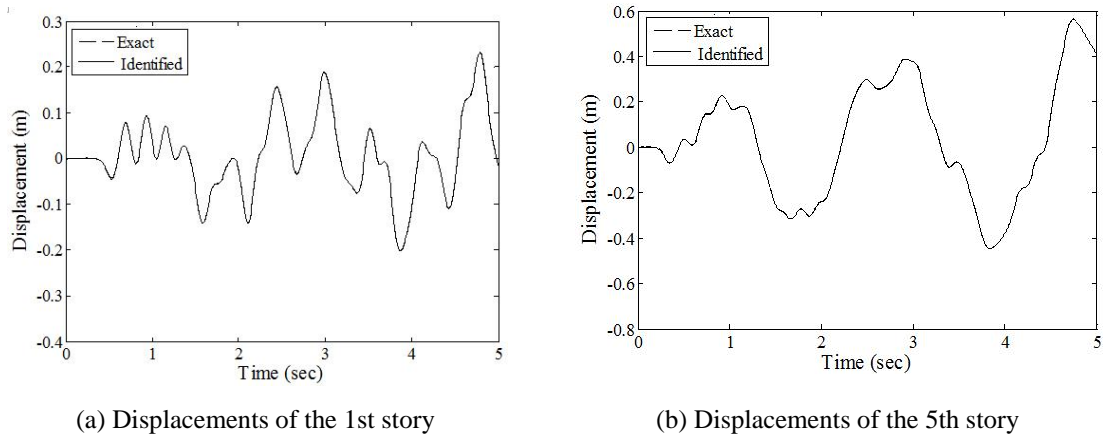 0.3
0.2
0.1
0
-0.1
-0.2
-0.3
-0.4
Displacement (m)
Exact
Identified
0 1 2 3 4 5
Time (sec)
(a) Displacements of the 1st story
0.6
0.4
0.2
0
-0.2
-0.4
-0.6
-0.8
Displacement (m)
Exact
Identified
0 1 2 3 4 5
Time (sec)
(b) Displacements of the 5th story